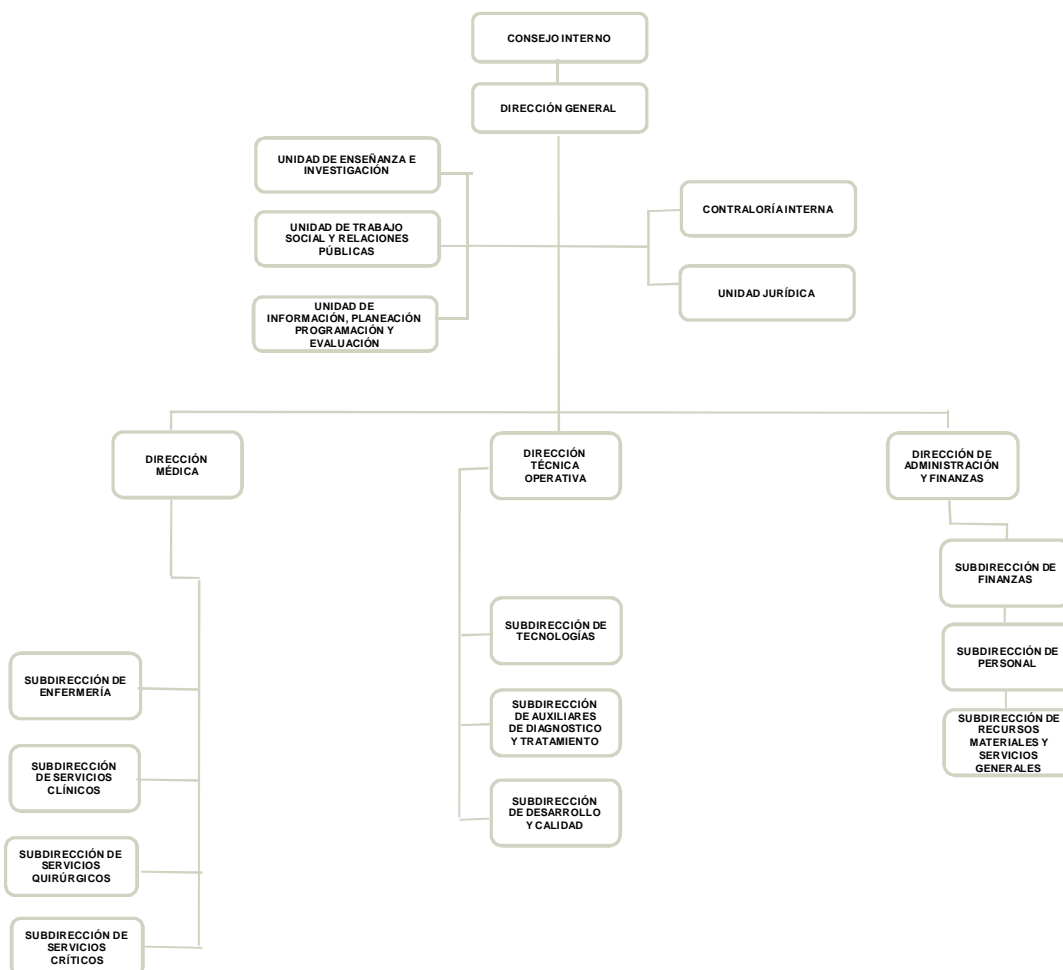 CONSEJO INTERNO
DIRECCIÓN GENERAL
UNIDAD DE ENSEÑANZA E
INVESTIGACIÓN
UNIDAD DE TRABAJO
SOCIAL Y RELACIONES
PÚBLICAS
UNIDAD DE
INFORMACIÓN, PLANEACIÓN
PROGRAMACIÓN Y
EVALUACIÓN
CONTRALORÍA INTERNA
UNIDAD JURÍDICA
DIRECCIÓN
MÉDICA
DIRECCIÓN
TÉCNICA
OPERATIVA
DIRECCIÓN DE
ADMINISTRACIÓN
Y FINANZAS
SUBDIRECCIÓN DE
ENFERMERÍA
SUBDIRECCIÓN
DE SERVICIOS
CLÍNICOS
SUBDIRECCIÓN DE
SERVICIOS
QUIRÚRGICOS
SUBDIRECCIÓN DE
SERVICIOS
CRÍTICOS
SUBDIRECCIÓN DE
TECNOLOGÍAS
SUBDIRECCIÓN
DE AUXILIARES
DE DIAGNOSTICO
Y TRATAMIENTO
SUBDIRECCIÓN
DE DESARROLLO
Y CALIDAD
SUBDIRECCIÓN DE
FINANZAS
SUBDIRECCIÓN DE
PERSONAL
SUBDIRECCIÓN DE
RECURSOS
MATERIALES Y
SERVICIOS
GENERALES